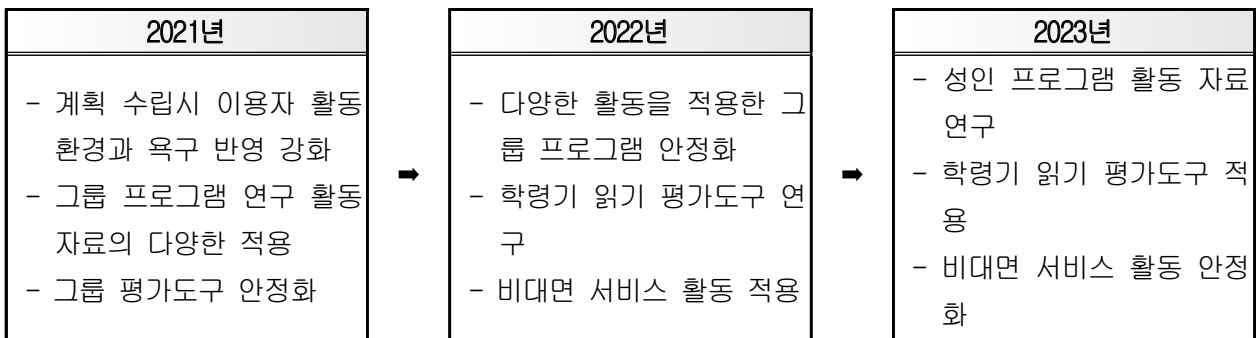 2021년
- 계획 수립시 이용자 활동
환경과 욕구 반영 강화
- 그룹 프로그램 연구 활동
자료의 다양한 적용
- 그룹 평가도구 안정화
➡
2022년
- 다양한 활동을 적용한 그
룹 프로그램 안정화
- 학령기 읽기 평가도구 연
구
- 비대면 서비스 활동 적용
➡
2023년
- 성인 프로그램 활동 자료
연구
- 학령기 읽기 평가도구 적
용
- 비대면 서비스 활동 안정
화